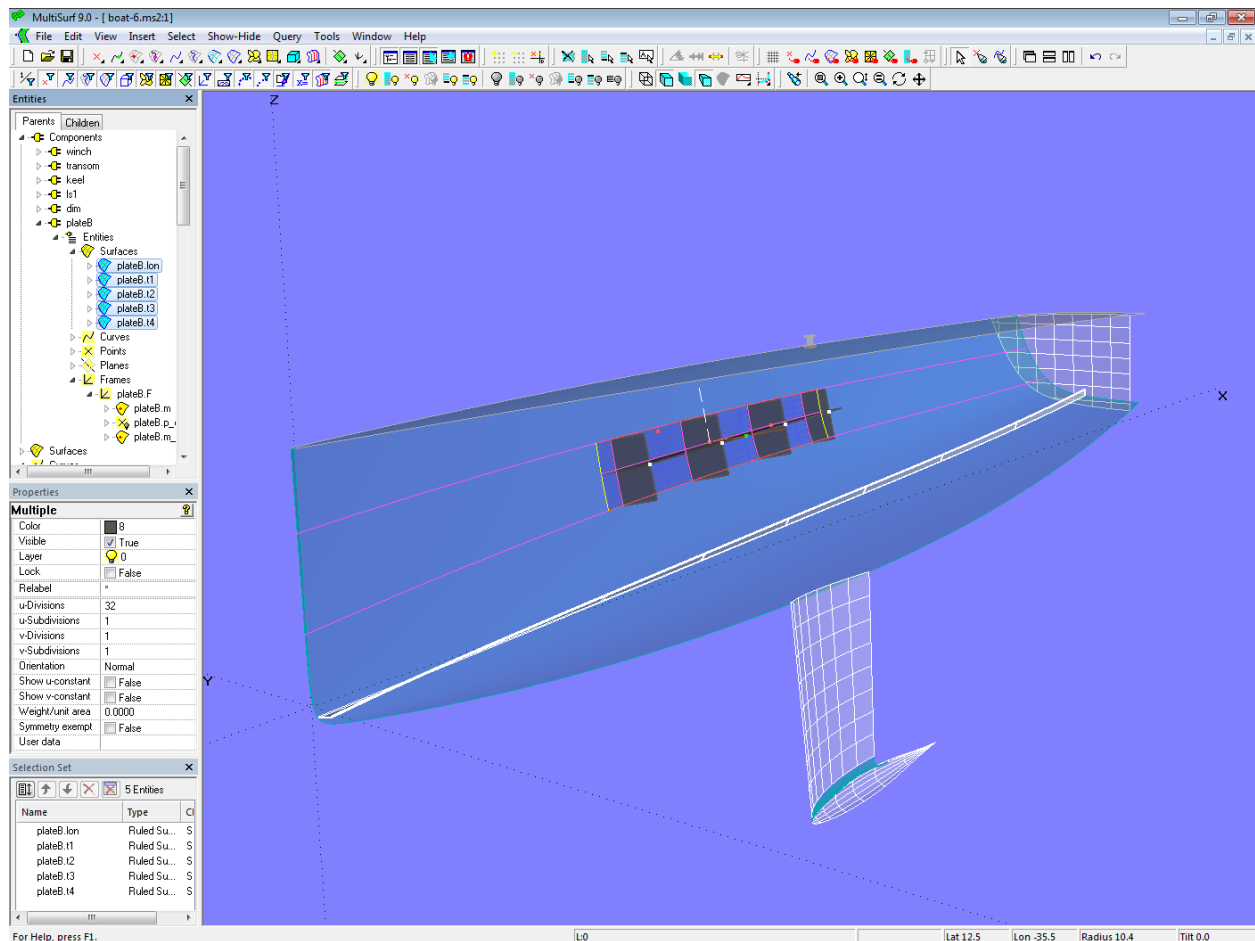 MultiSurf 9.0 - [ boat-6.ms2:1]
File Edit View Insert Select Show-Hide Query Tools Window Help
Entities
Parents Children
Components
winch
transom
keel
ls1
dim
plateB
Entities
Surfaces
plateB.lon
plateB.t1
plateB.t2
plateB.t3
plateB.t4
Curves
Points
Planes
Frames
plateB.F
plateB.m
plateB.p_
plateB.m_
Surfaces
Properties
Multiple
Color 8
Visible True
Layer 0
Lock False
Relabel *
u-Divisions 32
u-Subdivisions 1
v-Divisions 1
v-Subdivisions 1
Orientation Normal
Show u-constant False
Show v-constant False
Weight/unit area 0.0000
Symmetry exempt False
User data
Selection Set
5 Entities
Name Type Cl
plateB.lon Ruled Su... S
plateB.t1 Ruled Su... S
plateB.t2 Ruled Su... S
plateB.t3 Ruled Su... S
plateB.t4 Ruled Su... S
Z
X
Y
For Help, press F1. L:0 Lat 12.5 Lon -35.5 Radius 10.4 Tilt 0.0